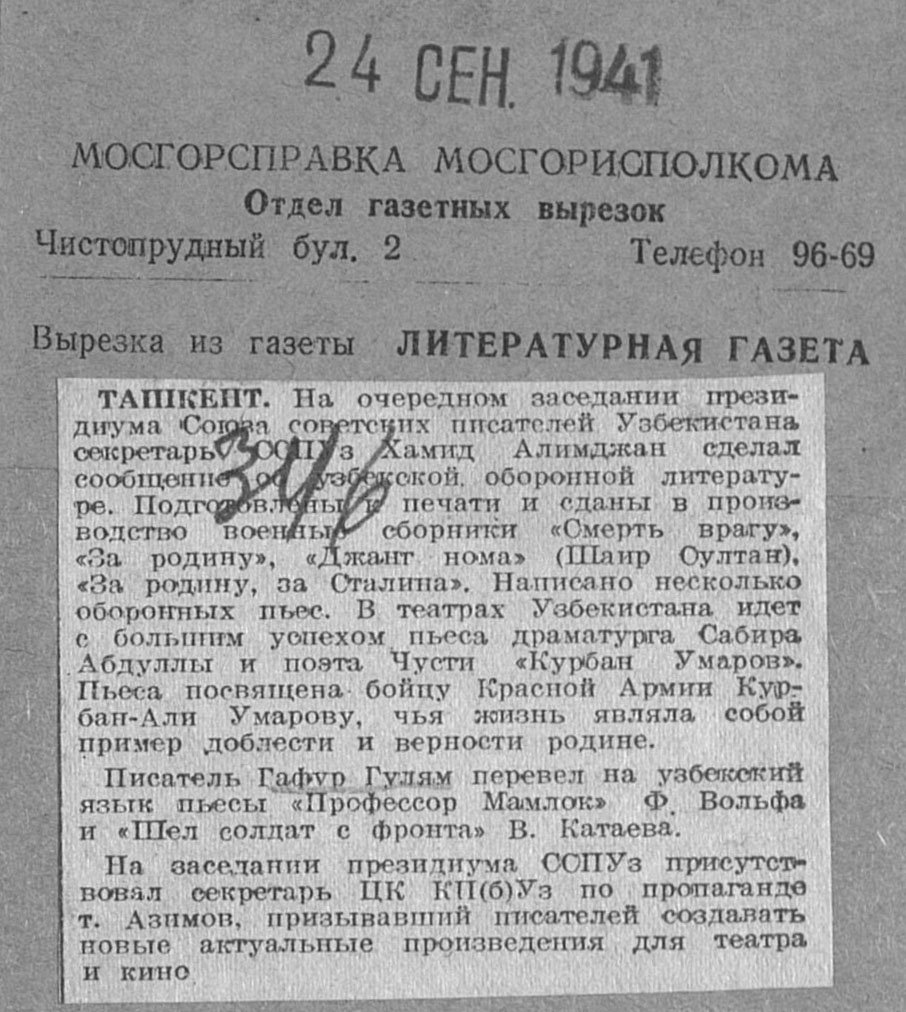 24 СЕН. 1941
МОСГОРСПРАВКА МОСГОРИСПОЛКОМА
Отдел газетных вырезок
Чистопрудный бул. 2 Телефон 96-69
Вырезка из газеты ЛИТЕРАТУРНАЯ ГАЗЕТА
ТАШКЕНТ. На очередном заседании прези-
диума Союза советских писателей Узбекистана
секретарь ССПУз Хамид Алимджан сделал
сообщение об узбекской оборонной литерату-
ре. Подготовлены к печати и сданы в произ-
водство военные сборники «Смерть врагу»,
«За родину», «Джант нома» (Шаир Султан),
«За родину, за Сталина». Написано несколько
оборонных пьес. В театрах Узбекистана идет
с большим успехом пьеса драматурга Сабира
Абдуллы и поэта Чусти «Курбан Умаров».
Пьеса посвящена бойцу Красной Армии Кур-
бан-Али Умарову, чья жизнь являла собой
пример доблести и верности родине.
Писатель Гафур Гулям перевел на узбекский
язык пьесы «Профессор Мамлок» Ф. Вольфа
и «Шел солдат с фронта» В. Катаева.
На заседании президиума ССПУз присутст-
вовал секретарь ЦК КП(б)Уз по пропаганде
т. Азимов, призывавший писателей создавать
новые актуальные произведения для театра
и кино